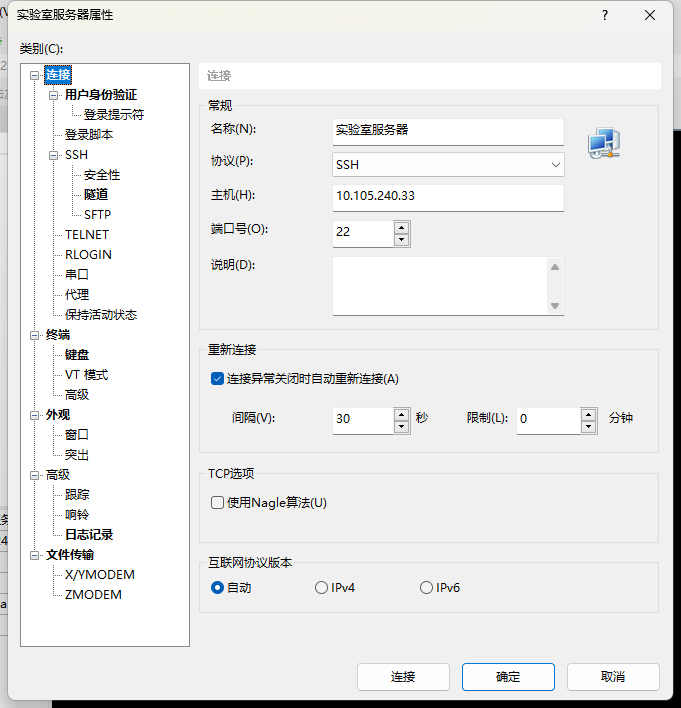 实验室服务器属性
类别(C):
连接
用户身份验证
登录提示符
登录脚本
SSH
安全性
隧道
SFTP
TELNET
RLOGIN
串口
代理
保持活动状态
终端
键盘
VT 模式
高级
外观
窗口
突出
高级
跟踪
响铃
日志记录
文件传输
X/YMODEM
ZMODEM
连接
常规
名称(N):
实验室服务器
协议(P):
SSH
主机(H):
10.105.240.33
端口号(O):
22
说明(D):
重新连接
连接异常关闭时自动重新连接(A)
间隔(V):
30
秒
限制(L):
0
分钟
TCP选项
使用Nagle算法(U)
互联网协议版本
自动
IPv4
IPv6
连接
确定
取消